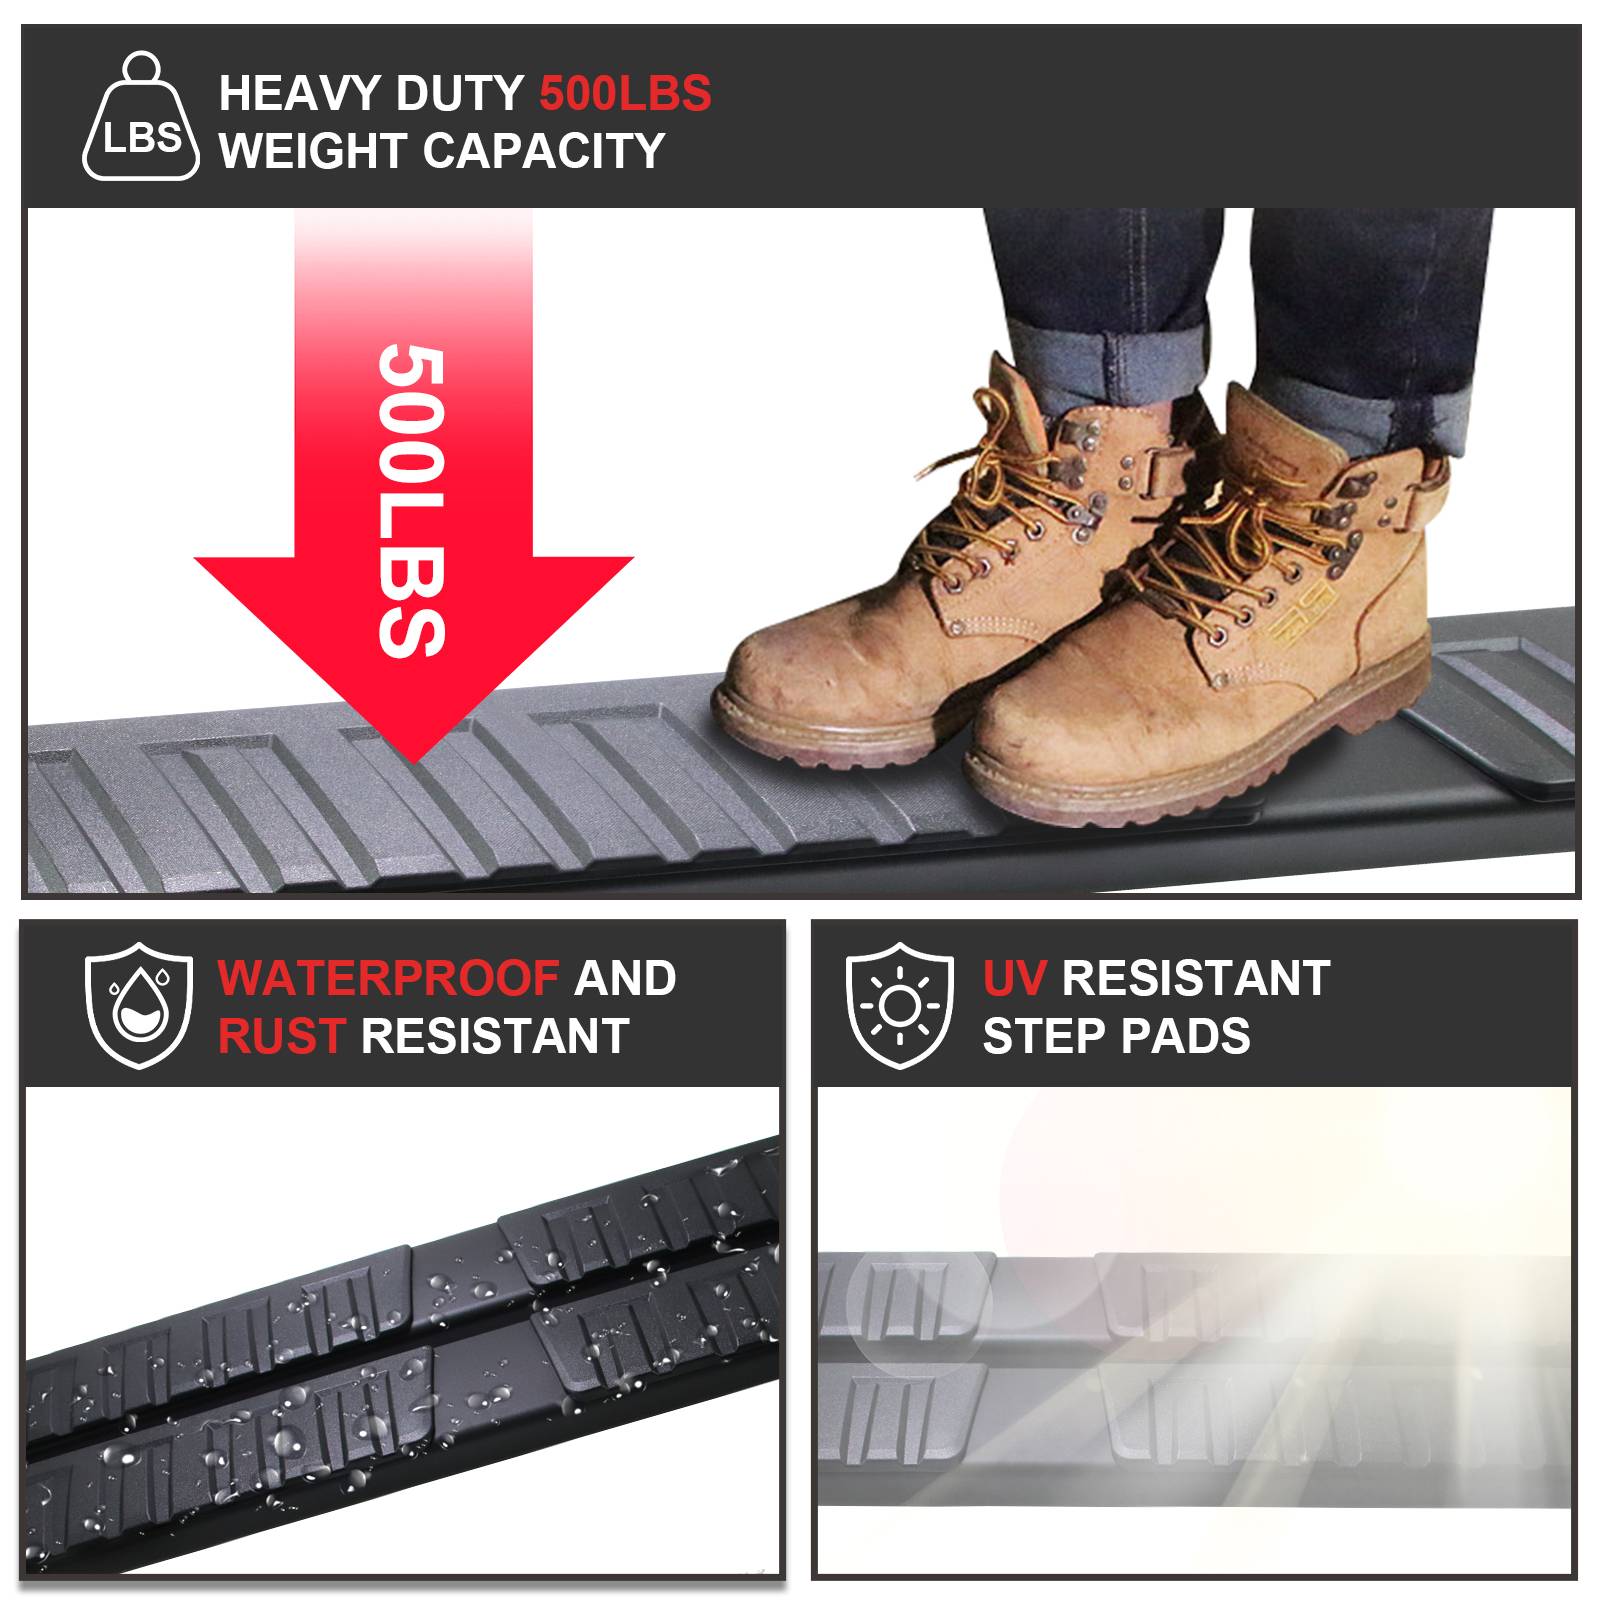 LBS
HEAVY DUTY 500LBS
WEIGHT CAPACITY
500LBS
WATERPROOF AND
RUST RESISTANT
UV RESISTANT
STEP PADS